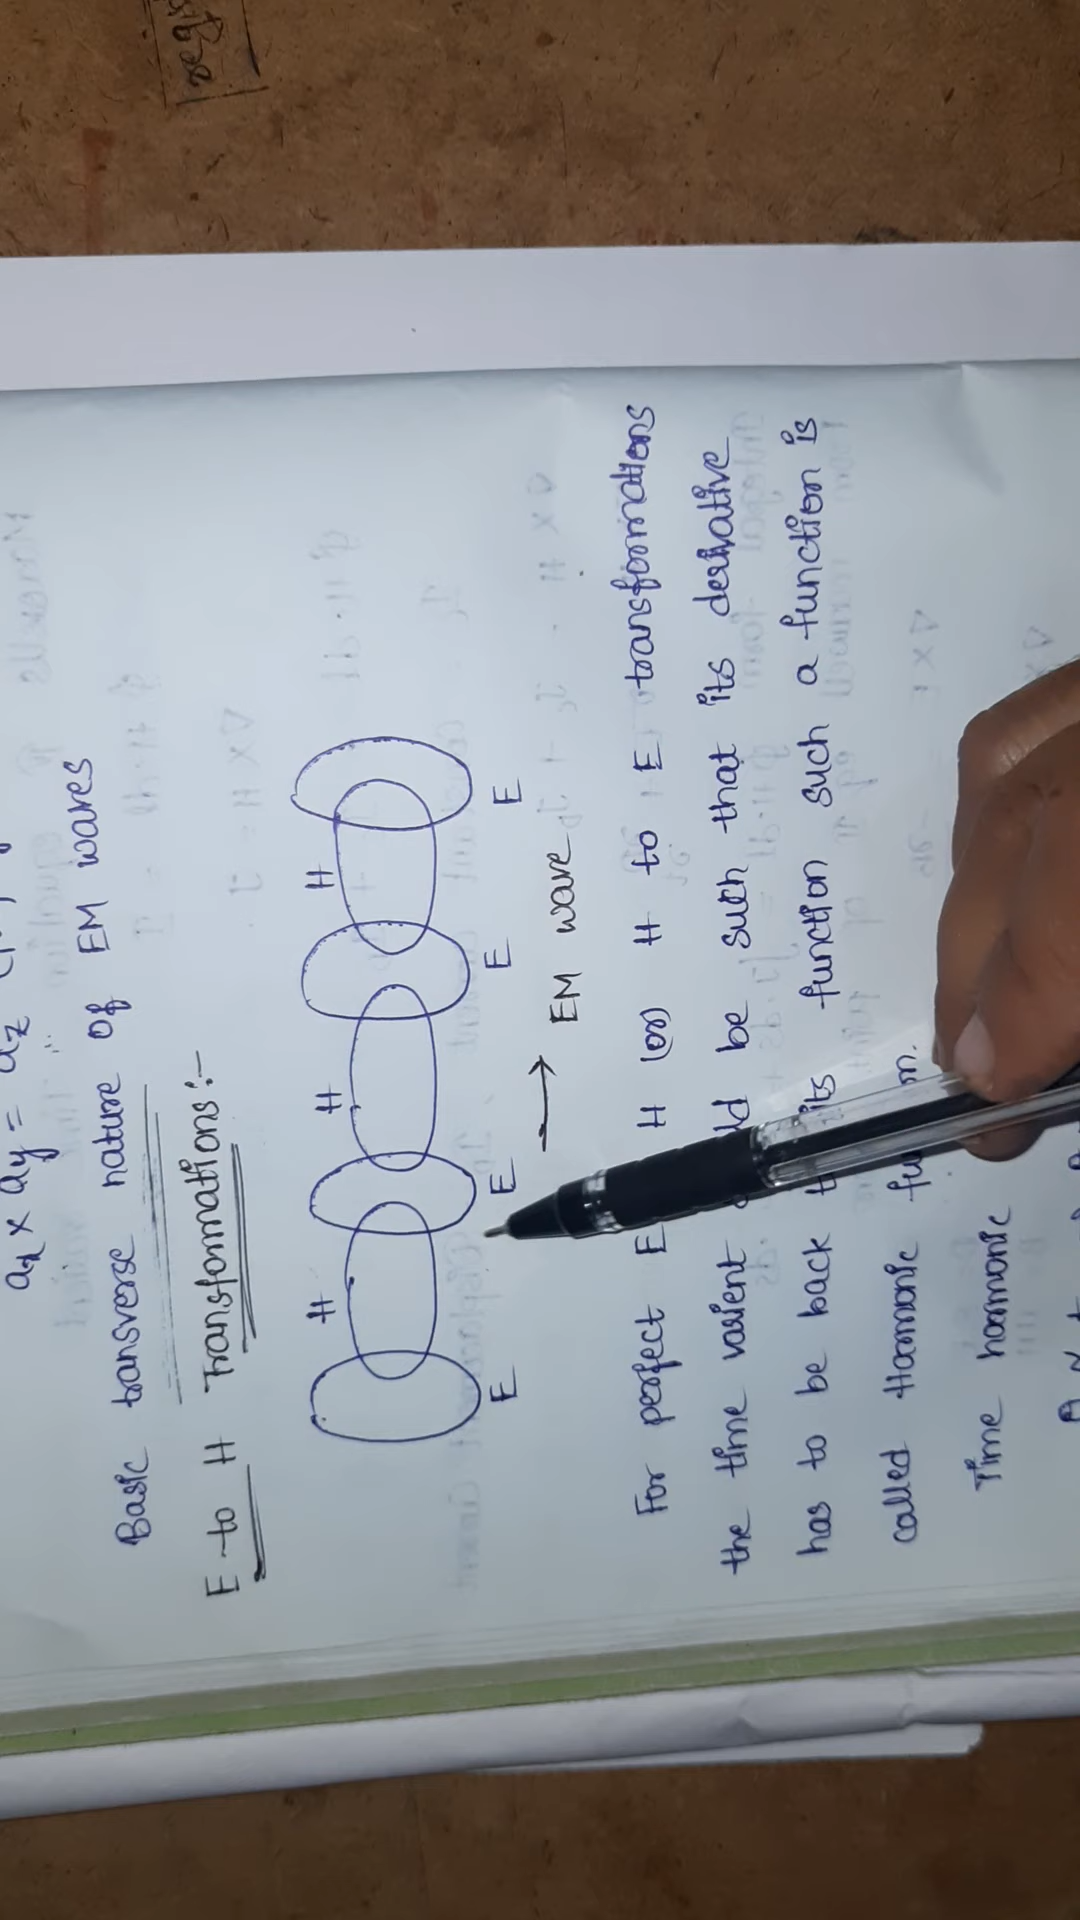 ax × ay = az
Basic transverse nature of EM waves
E to H Transformations :-
H H H
E E E E
→ EM wave
For perfect E H (or) H to E transformations
the time varient be such that its derivative
has to be back its function such a function is
called Harmonic
Time harmonic